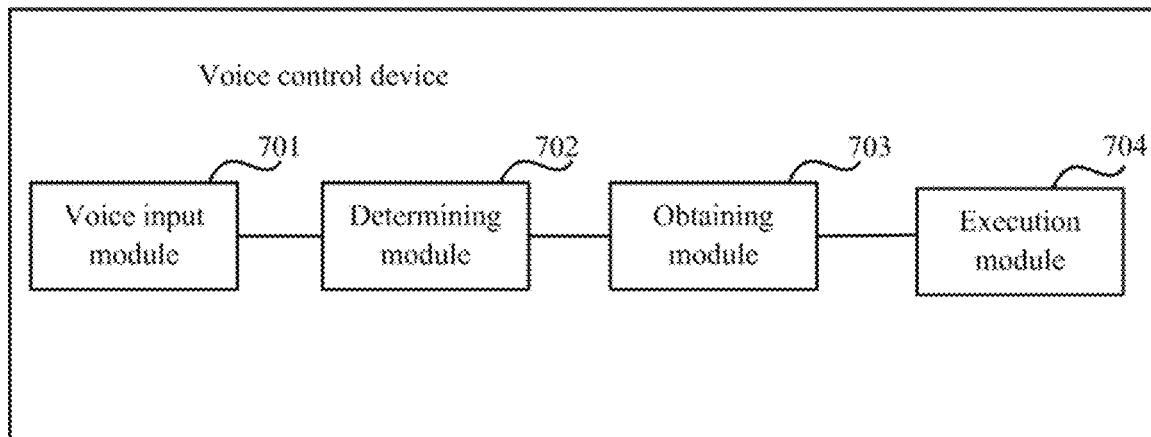 Voice control device
701
702
703
704
Voice input
module
Determining
module
Obtaining
module
Execution
module